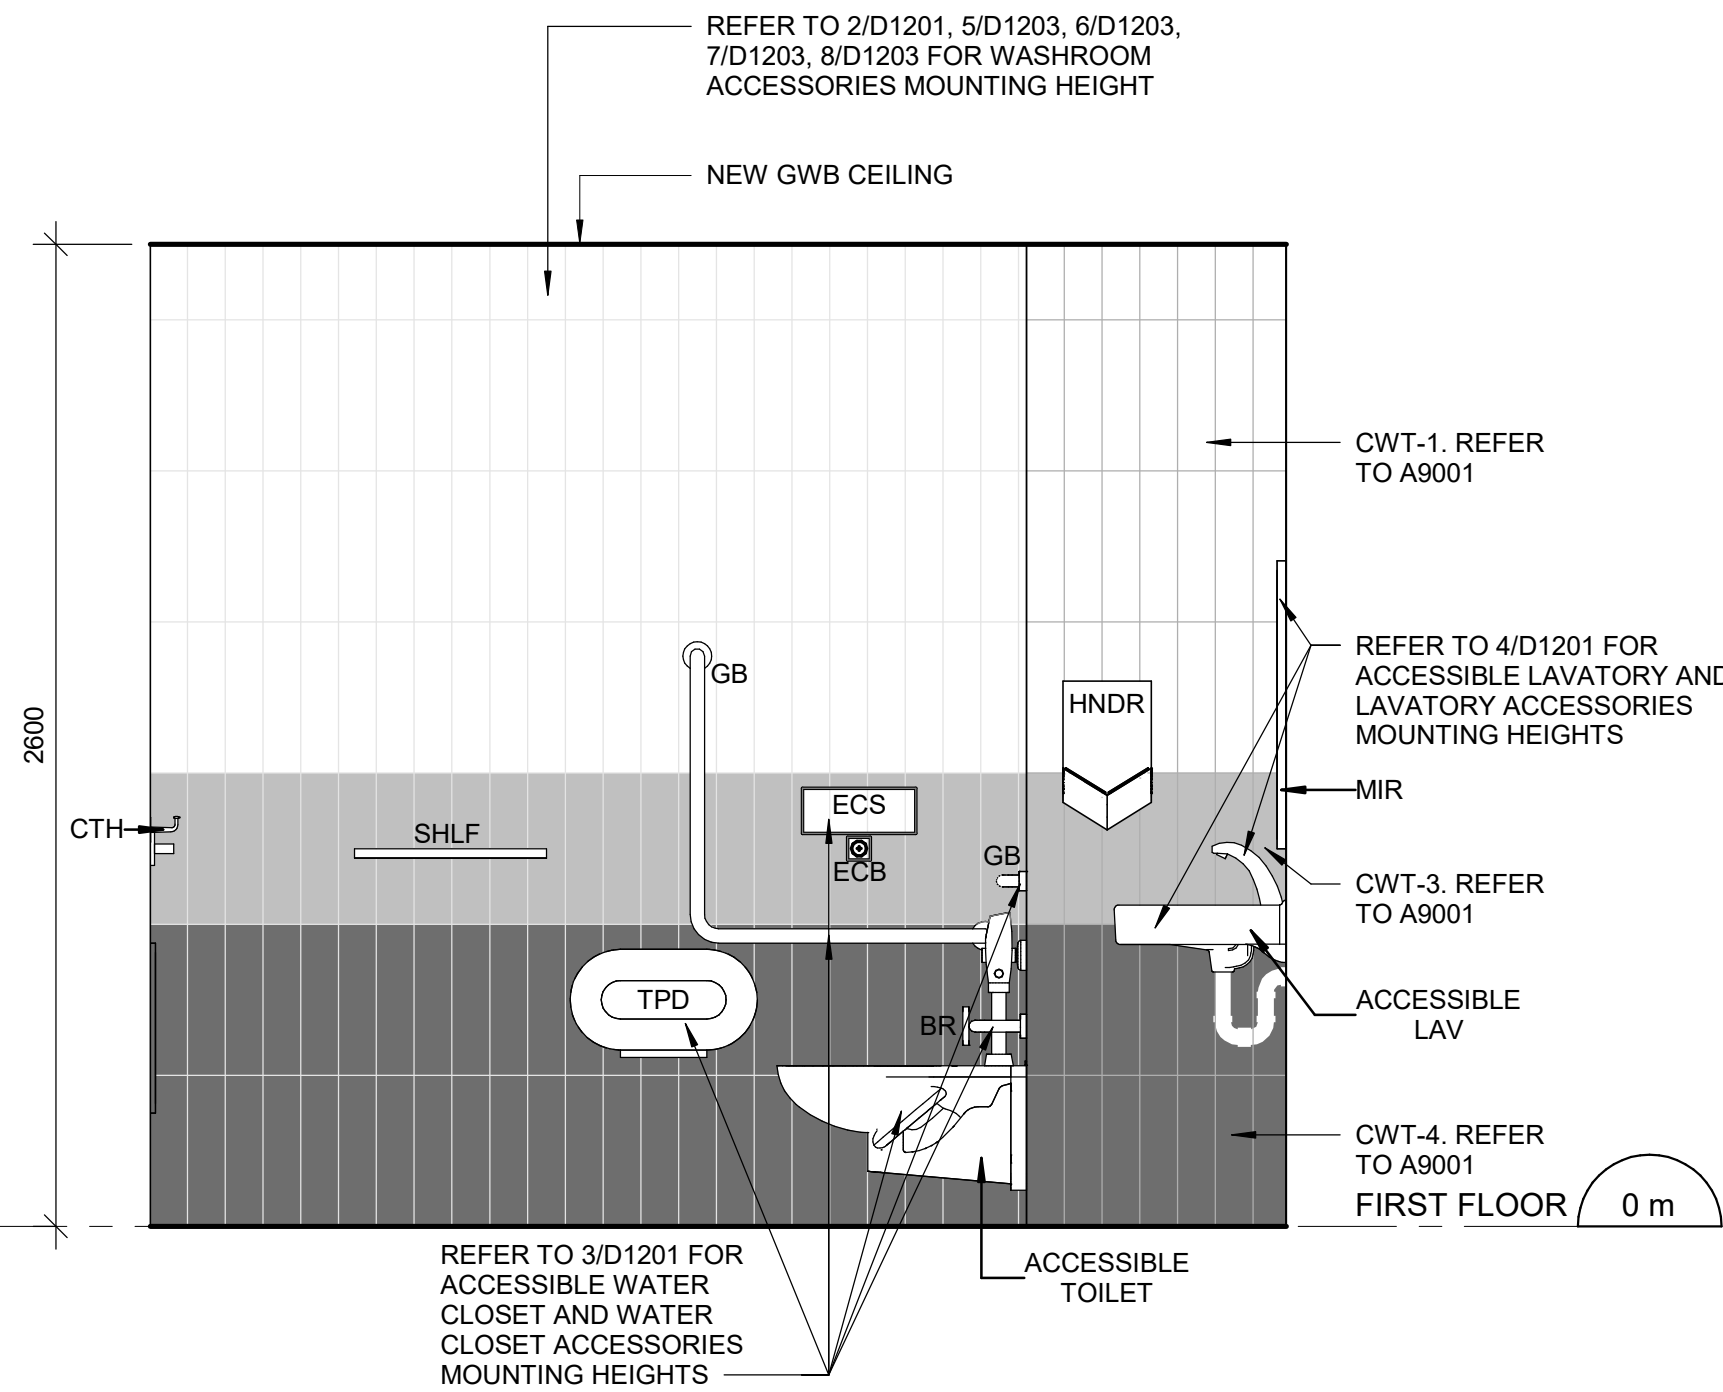 REFER TO 2/D1201, 5/D1203, 6/D1203,
7/D1203, 8/D1203 FOR WASHROOM
ACCESSORIES MOUNTING HEIGHT
NEW GWB CEILING
2600
CWT-1. REFER
TO A9001
REFER TO 4/D1201 FOR
ACCESSIBLE LAVATORY AND
LAVATORY ACCESSORIES
MOUNTING HEIGHTS
GB
HNDR
MIR
ECS
CTH
SHLF
ECB
GB
CWT-3. REFER
TO A9001
TPD
BR
ACCESSIBLE
LAV
CWT-4. REFER
TO A9001
FIRST FLOOR
0 m
REFER TO 3/D1201 FOR
ACCESSIBLE WATER
CLOSET AND WATER
CLOSET ACCESSORIES
MOUNTING HEIGHTS
ACCESSIBLE
TOILET